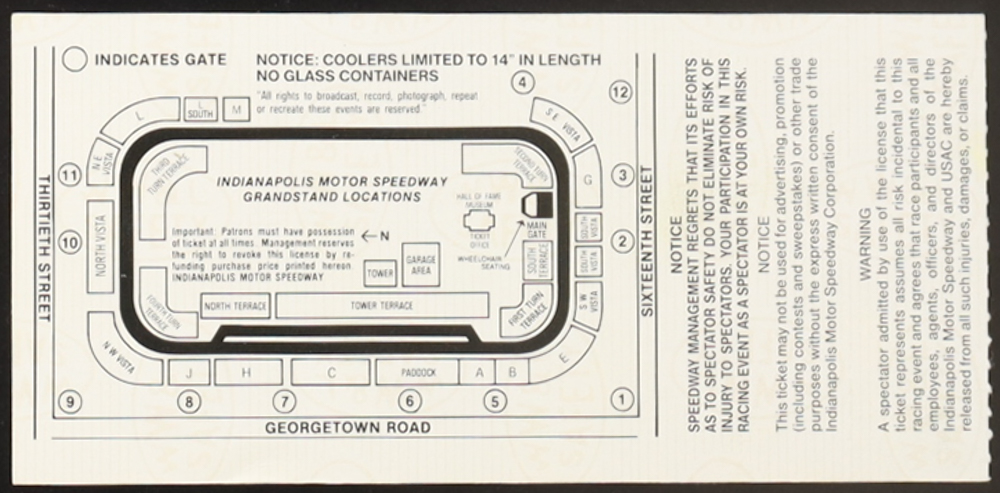 INDICATES GATE
NOTICE: COOLERS LIMITED TO 14" IN LENGTH
NO GLASS CONTAINERS
"All rights to broadcast, record, photograph, repeat
or recreate these events are reserved."
4
12
L
L
SOUTH
M
S E VISTA
N E
VISTA
THIRD
TURN TERRACE
SECOND TURN
TERRACE
11
3
G
INDIANAPOLIS MOTOR SPEEDWAY
GRANDSTAND LOCATIONS
HALL OF FAME
MUSEUM
TICKET
OFFICE
MAIN
GATE
WHEELCHAIR
SEATING
Important: Patrons must have possession
of ticket at all times. Management reserves
the right to revoke this license by re-
funding purchase price printed hereon.
INDIANAPOLIS MOTOR SPEEDWAY
←N
10
NORTH VISTA
2
SOUTH
VISTA
SOUTH
VISTA
SOUTH
TERRACE
TOWER
GARAGE
AREA
FOURTH TURN
TERRACE
NORTH TERRACE
TOWER TERRACE
FIRST TURN
TERRACE
S W
VISTA
N W VISTA
J
H
C
PADDOCK
A
B
E
9
8
7
6
5
1
THIRTIETH STREET
SIXTEENTH STREET
GEORGETOWN ROAD
NOTICE
SPEEDWAY MANAGEMENT REGRETS THAT ITS EFFORTS
AS TO SPECTATOR SAFETY DO NOT ELIMINATE RISK OF
INJURY TO SPECTATORS. YOUR PARTICIPATION IN THIS
RACING EVENT AS A SPECTATOR IS AT YOUR OWN RISK.
NOTICE
This ticket may not be used for advertising, promotion
(including contests and sweepstakes) or other trade
purposes without the express written consent of the
Indianapolis Motor Speedway Corporation.
WARNING
A spectator admitted by use of the license that this
ticket represents assumes all risk incidental to this
racing event and agrees that race participants and all
employees, agents, officers, and directors of the
Indianapolis Motor Speedway and USAC are hereby
released from all such injuries, damages, or claims.